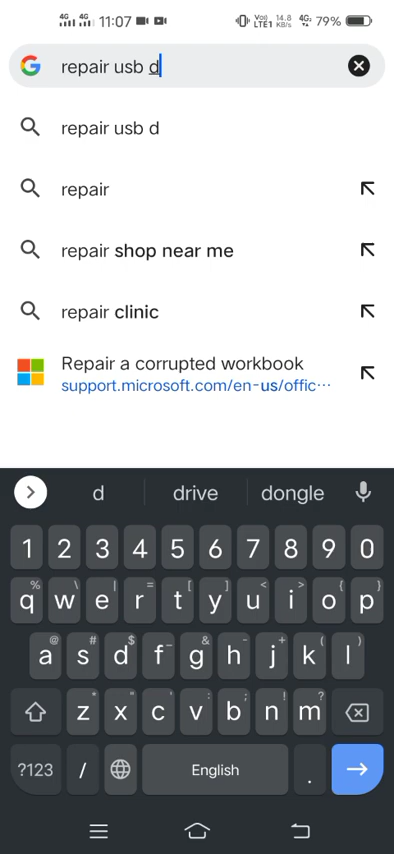 4G 4G 11:07 Vo) LTE1 14.8 KB/s 4G 79%
repair usb d
repair usb d
repair
repair shop near me
repair clinic
Repair a corrupted workbook
support.microsoft.com/en-us/offic···
d drive dongle
1 2 3 4 5 6 7 8 9 0
% \ | = [ ] < > { }
q w e r t y u i o p
@ # $ _ & - + ( )
a s d f g h j k l
* " ' : ; ! ?
z x c v b n m
?123 / English .